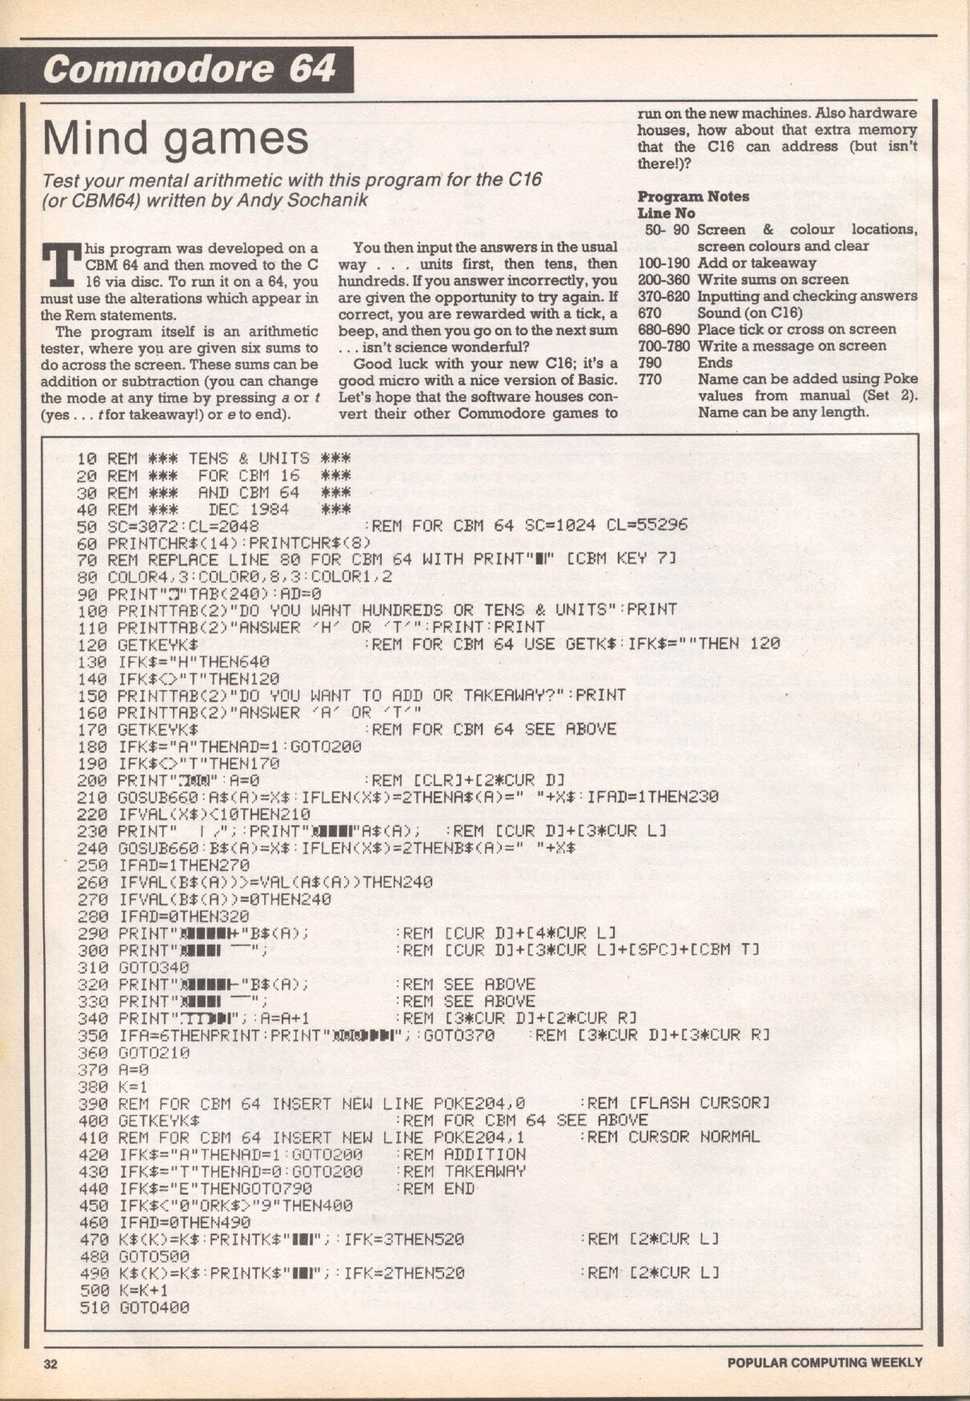 Commodore 64
Mind games
Test your mental arithmetic with this program for the C16
(or CBM64) written by Andy Sochanik
This program was developed on a
CBM 64 and then moved to the C
16 via disc. To run it on a 64, you
must use the alterations which appear in
the Rem statements.
The program itself is an arithmetic
tester, where you are given six sums to
do across the screen. These sums can be
addition or subtraction (you can change
the mode at any time by pressing a or t
(yes . . . t for takeaway!) or e to end).
You then input the answers in the usual
way . . . units first, then tens, then
hundreds. If you answer incorrectly, you
are given the opportunity to try again. If
correct, you are rewarded with a tick, a
beep, and then you go on to the next sum
. . . isn't science wonderful?
Good luck with your new C16; it's a
good micro with a nice version of Basic.
Let's hope that the software houses con-
vert their other Commodore games to
run on the new machines. Also hardware
houses, how about that extra memory
that the C16 can address (but isn't
there!)?
Program Notes
Line No
50- 90 Screen & colour locations,
screen colours and clear
100-190 Add or takeaway
200-360 Write sums on screen
370-620 Inputting and checking answers
670 Sound (on C16)
680-690 Place tick or cross on screen
700-780 Write a message on screen
790 Ends
770 Name can be added using Poke
values from manual (Set 2).
Name can be any length.
10 REM *** TENS & UNITS ***
20 REM *** FOR CBM 16 ***
30 REM *** AND CBM 64 ***
40 REM *** DEC 1984 ***
50 SC=3072:CL=2048 :REM FOR CBM 64 SC=1024 CL=55296
60 PRINTCHR$(14):PRINTCHR$(8)
70 REM REPLACE LINE 80 FOR CBM 64 WITH PRINT"" [CBM KEY 7]
80 COLOR4,3:COLOR0,8,3:COLOR1,2
90 PRINT""TAB(240):AD=0
100 PRINTTAB(2)"DO YOU WANT HUNDREDS OR TENS & UNITS":PRINT
110 PRINTTAB(2)"ANSWER 'H' OR 'T'":PRINT:PRINT
120 GETKEYK$ :REM FOR CBM 64 USE GETK$:IFK$=""THEN 120
130 IFK$="H"THEN640
140 IFK$<>"T"THEN120
150 PRINTTAB(2)"DO YOU WANT TO ADD OR TAKEAWAY?":PRINT
160 PRINTTAB(2)"ANSWER 'A' OR 'T'"
170 GETKEYK$ :REM FOR CBM 64 SEE ABOVE
180 IFK$="A"THENAD=1:GOTO200
190 IFK$<>"T"THEN170
200 PRINT"":A=0 :REM [CLR]+[2*CUR D]
210 GOSUB660:A$(A)=X$:IFLEN(X$)=2THENA$(A)=" "+X$:IFAD=1THEN230
220 IFVAL(X$)<10THEN210
230 PRINT" | /";:PRINT""A$(A); :REM [CUR D]+[3*CUR L]
240 GOSUB660:B$(A)=X$:IFLEN(X$)=2THENB$(A)=" "+X$
250 IFAD=1THEN270
260 IFVAL(B$(A))>=VAL(A$(A))THEN240
270 IFVAL(B$(A))=0THEN240
280 IFAD=0THEN320
290 PRINT"+"B$(A); :REM [CUR D]+[4*CUR L]
300 PRINT" "; :REM [CUR D]+[3*CUR L]+[SPC]+[CBM T]
310 GOTO340
320 PRINT"-"B$(A); :REM SEE ABOVE
330 PRINT" "; :REM SEE ABOVE
340 PRINT"";:A=A+1 :REM [3*CUR D]+[2*CUR R]
350 IFA=6THENPRINT:PRINT"";:GOTO370 :REM [3*CUR D]+[3*CUR R]
360 GOTO210
370 A=0
380 K=1
390 REM FOR CBM 64 INSERT NEW LINE POKE204,0 :REM [FLASH CURSOR]
400 GETKEYK$ :REM FOR CBM 64 SEE ABOVE
410 REM FOR CBM 64 INSERT NEW LINE POKE204,1 :REM CURSOR NORMAL
420 IFK$="A"THENAD=1:GOTO200 :REM ADDITION
430 IFK$="T"THENAD=0:GOTO200 :REM TAKEAWAY
440 IFK$="E"THENGOTO790 :REM END
450 IFK$<"0"ORK$>"9"THEN400
460 IFAD=0THEN490
470 K$(K)=K$:PRINTK$"";:IFK=3THEN520 :REM [2*CUR L]
480 GOTO500
490 K$(K)=K$:PRINTK$"";:IFK=2THEN520 :REM [2*CUR L]
500 K=K+1
510 GOTO400
32
POPULAR COMPUTING WEEKLY